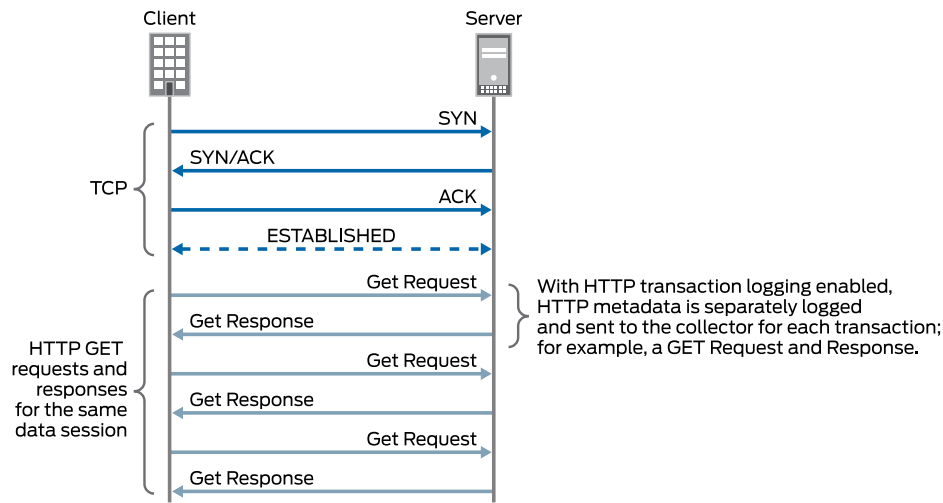 Client
Server
SYN
SYN/ACK
TCP
ACK
ESTABLISHED
Get Request
With HTTP transaction logging enabled,
HTTP metadata is separately logged
and sent to the collector for each transaction;
for example, a GET Request and Response.
Get Response
HTTP GET
requests and
responses
for the same
data session
Get Request
Get Response
Get Request
Get Response